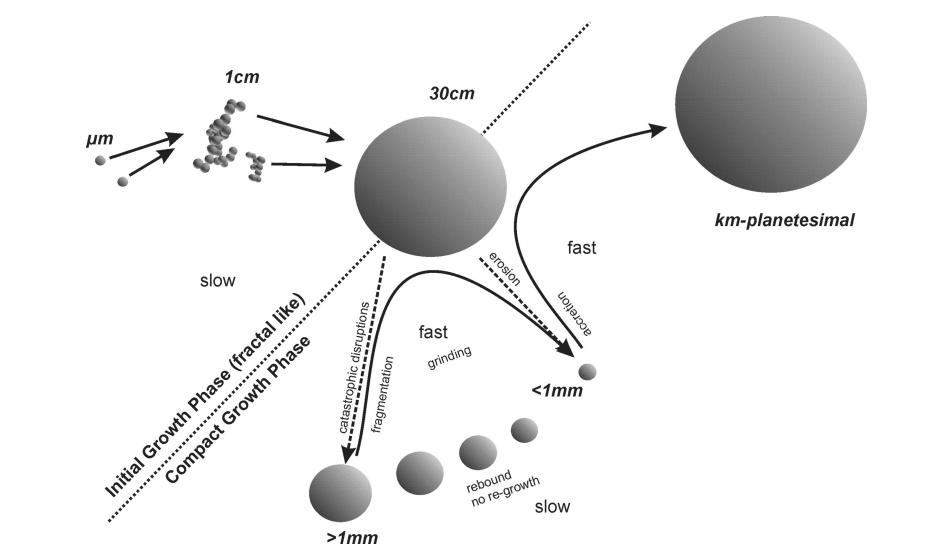 1cm
30cm
µm
km-planetesimal
slow
fast
erosion
accretion
Initial Growth Phase (fractal like)
Compact Growth Phase
catastrophic disruptions
fragmentation
fast
grinding
<1mm
rebound
no re-growth
slow
>1mm